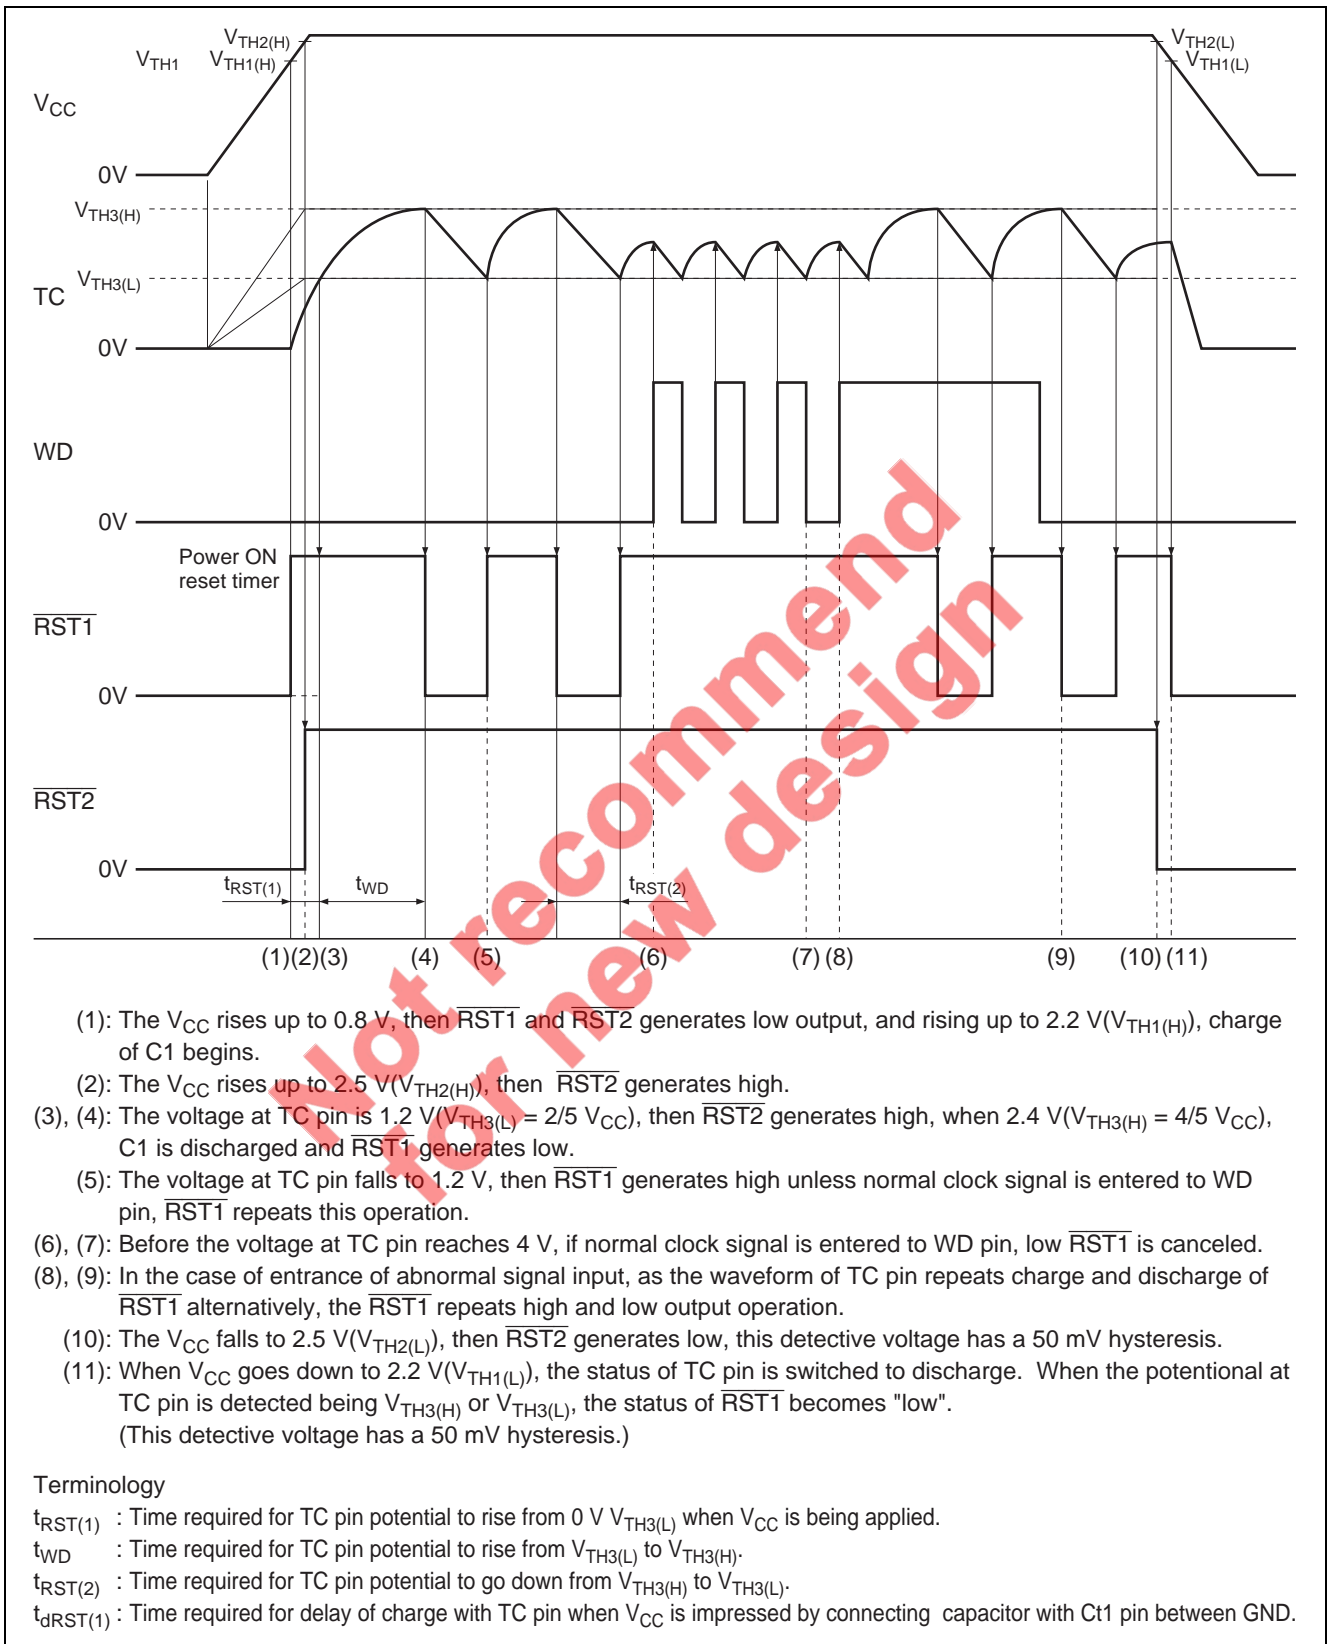 VTH2(H)
VTH2(L)
VTH1 VTH1(H)
VTH1(L)
VCC
0V
VTH3(H)
VTH3(L)
TC
0V
WD
0V
Power ON
reset timer
RST1
0V
RST2
0V
tRST(1) tWD tRST(2)
(1)(2)(3) (4) (5) (6) (7) (8) (9) (10) (11)
Not recommend
for new design
(1): The VCC rises up to 0.8 V, then RST1 and RST2 generates low output, and rising up to 2.2 V(VTH1(H)), charge
of C1 begins.
(2): The VCC rises up to 2.5 V(VTH2(H)), then RST2 generates high.
(3), (4): The voltage at TC pin is 1.2 V(VTH3(L) = 2/5 VCC), then RST2 generates high, when 2.4 V(VTH3(H) = 4/5 VCC),
C1 is discharged and RST1 generates low.
(5): The voltage at TC pin falls to 1.2 V, then RST1 generates high unless normal clock signal is entered to WD
pin, RST1 repeats this operation.
(6), (7): Before the voltage at TC pin reaches 4 V, if normal clock signal is entered to WD pin, low RST1 is canceled.
(8), (9): In the case of entrance of abnormal signal input, as the waveform of TC pin repeats charge and discharge of
RST1 alternatively, the RST1 repeats high and low output operation.
(10): The VCC falls to 2.5 V(VTH2(L)), then RST2 generates low, this detective voltage has a 50 mV hysteresis.
(11): When VCC goes down to 2.2 V(VTH1(L)), the status of TC pin is switched to discharge. When the potentional at
TC pin is detected being VTH3(H) or VTH3(L), the status of RST1 becomes "low".
(This detective voltage has a 50 mV hysteresis.)
Terminology
tRST(1) : Time required for TC pin potential to rise from 0 V VTH3(L) when VCC is being applied.
tWD : Time required for TC pin potential to rise from VTH3(L) to VTH3(H).
tRST(2) : Time required for TC pin potential to go down from VTH3(H) to VTH3(L).
tdRST(1) : Time required for delay of charge with TC pin when VCC is impressed by connecting capacitor with Ct1 pin between GND.